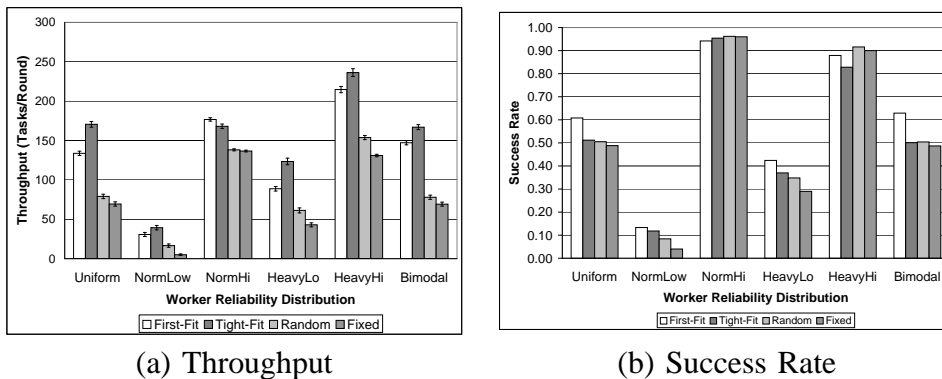 300
250
200
150
100
50
0
Throughput (Tasks/Round)
Uniform NormLow NormHi HeavyLo HeavyHi Bimodal
Worker Reliability Distribution
First-Fit Tight-Fit Random Fixed
(a) Throughput
1.00
0.90
0.80
0.70
0.60
0.50
0.40
0.30
0.20
0.10
0.00
Success Rate
Uniform NormLow NormHi HeavyLo HeavyHi Bimodal
Worker Reliability Distribution
First-Fit Tight-Fit Random Fixed
(b) Success Rate